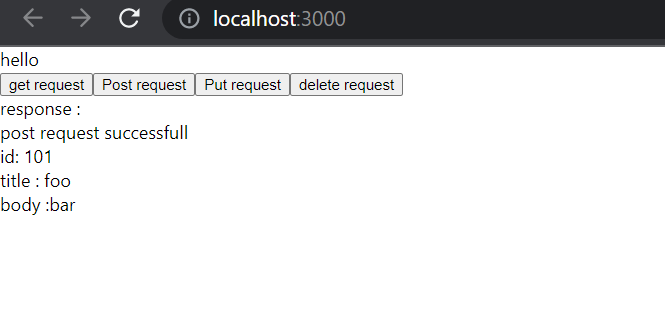 localhost:3000
hello
get request Post request Put request delete request
response :
post request successfull
id: 101
title : foo
body :bar